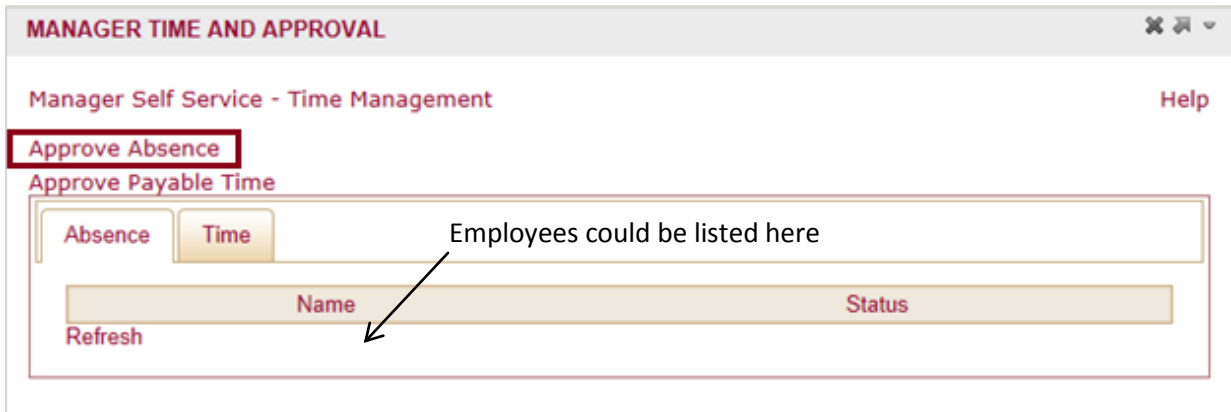 MANAGER TIME AND APPROVAL
Manager Self Service - Time Management Help
Approve Absence
Approve Payable Time
Absence Time Employees could be listed here
Name Status
Refresh